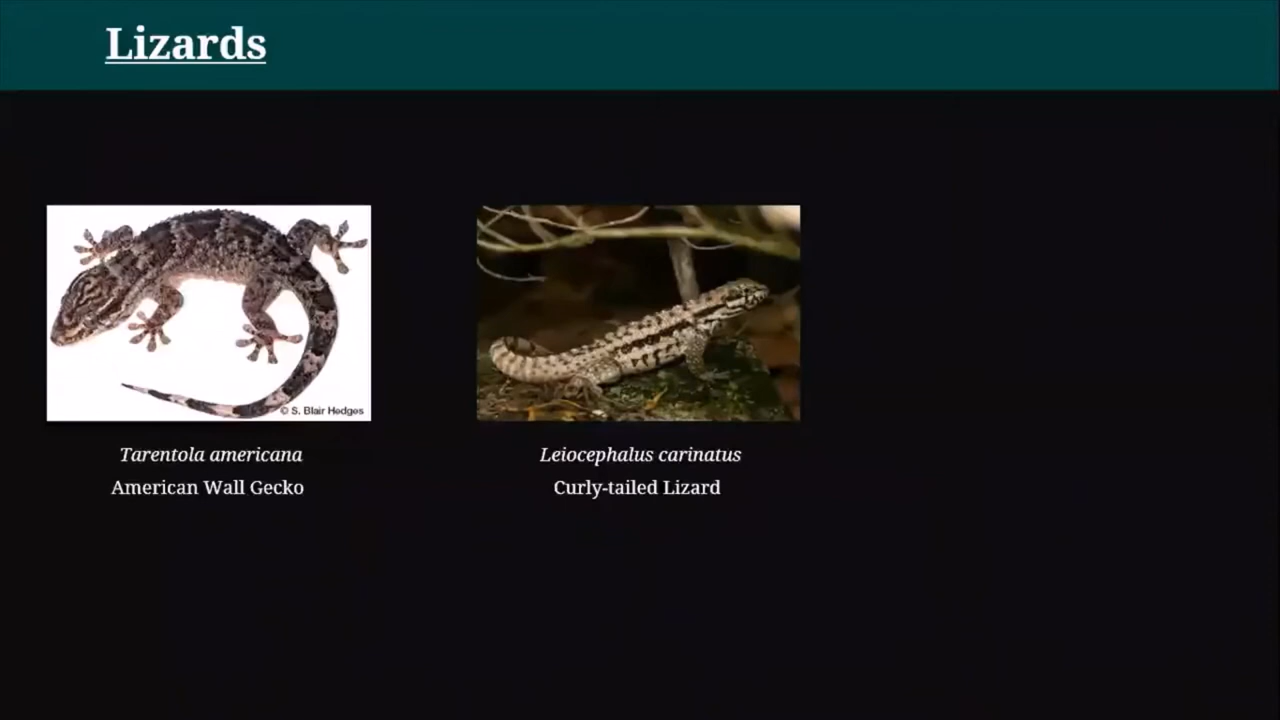 Lizards
© S. Blair Hedges
Tarentola americana
American Wall Gecko
Leiocephalus carinatus
Curly-tailed Lizard